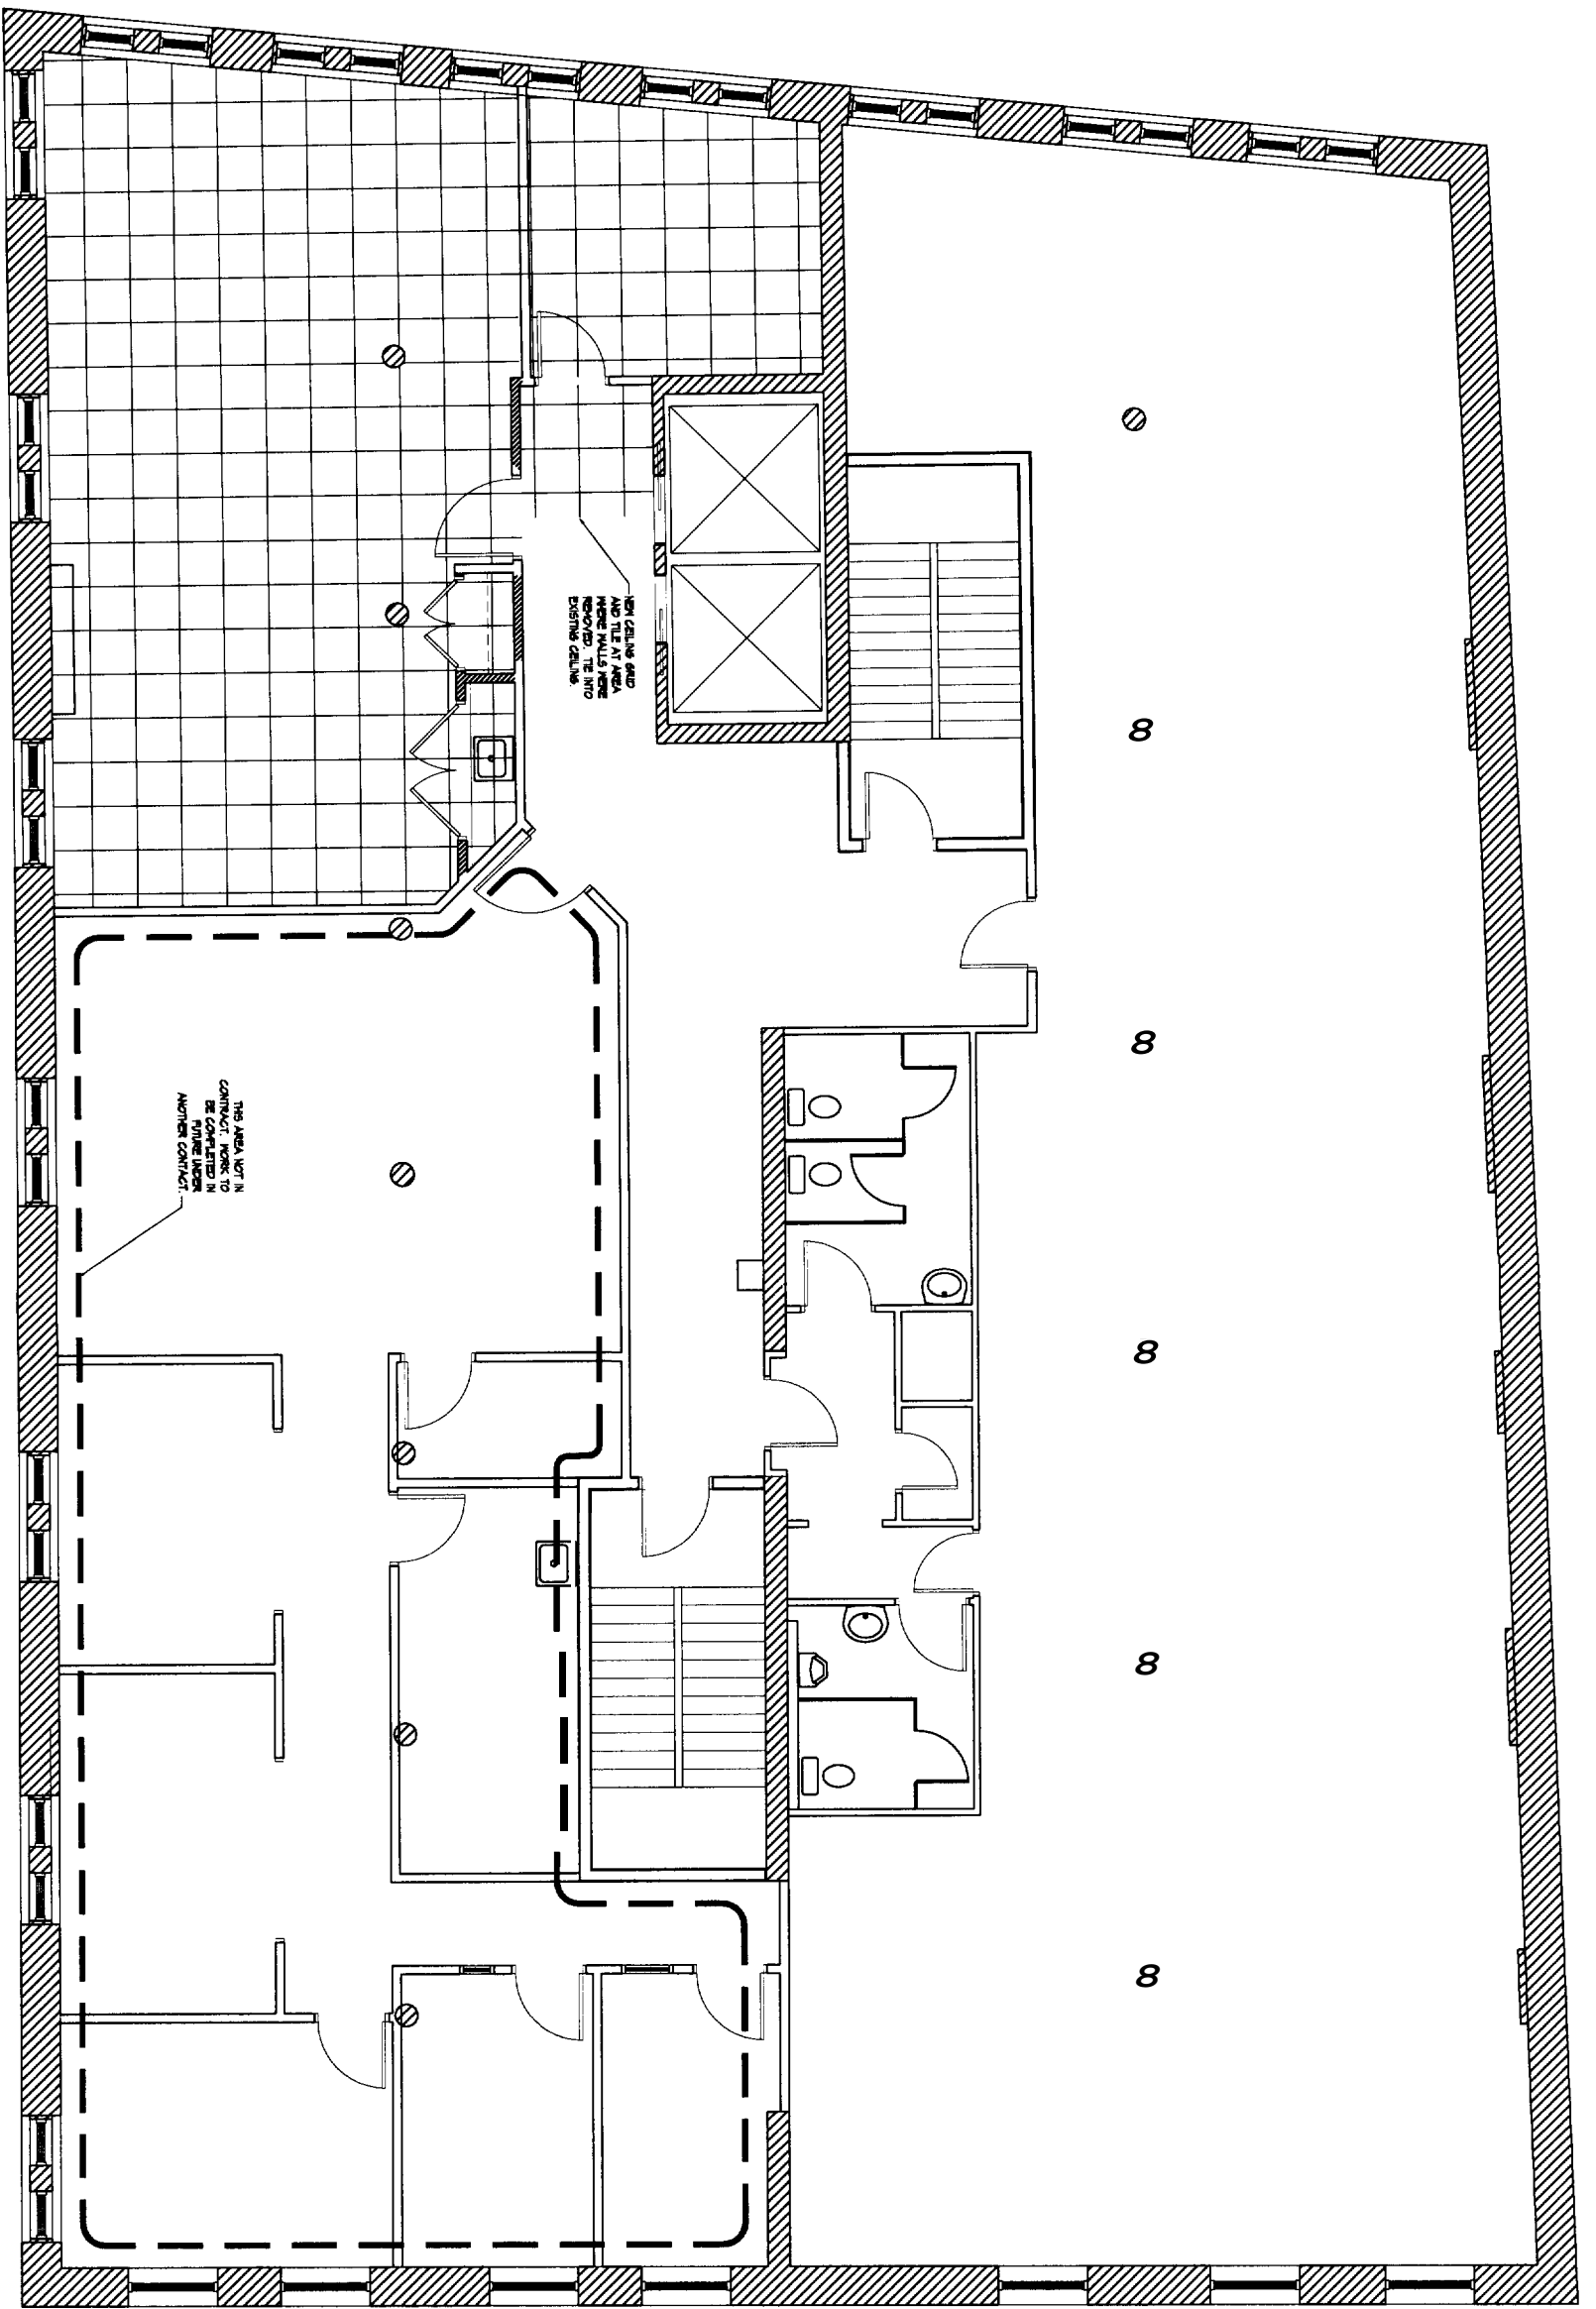 NEW CEILING GRID
AND TILE AT AREA
WHERE WALLS WERE
REMOVED. TIE INTO
EXISTING CEILING.
THIS AREA NOT IN
CONTRACT. WORK TO
BE COMPLETED IN
FUTURE UNDER
ANOTHER CONTACT.
8
8
8
8
8